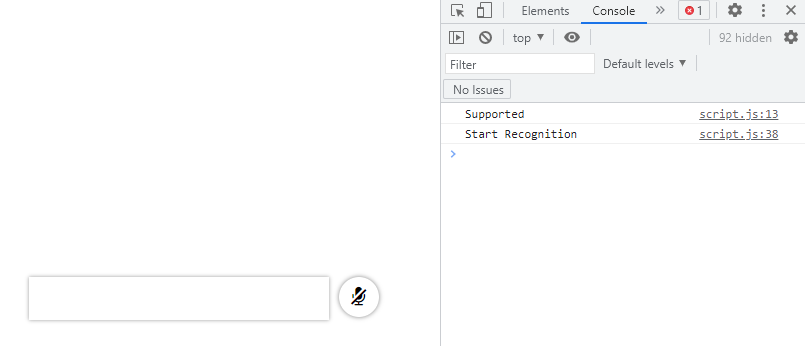 Elements Console 1
top 92 hidden
Filter Default levels
No Issues
Supported script.js:13
Start Recognition script.js:38